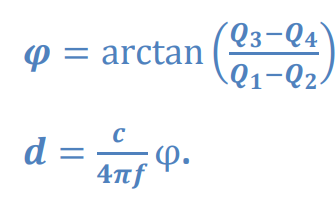 φ = arctan (Q₃−Q₄ / Q₁−Q₂)
d = c / 4πf φ.